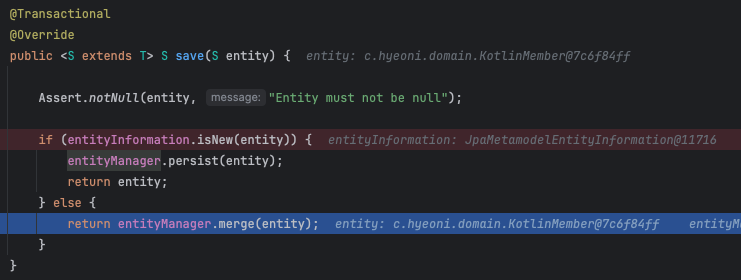 @Transactional
@Override
public <S extends T> S save(S entity) {  entity: c.hyeoni.domain.KotlinMember@7c6f84ff
Assert.notNull(entity, message: "Entity must not be null");
if (entityInformation.isNew(entity)) {  entityInformation: JpaMetamodelEntityInformation@11716
entityManager.persist(entity);
return entity;
} else {
return entityManager.merge(entity);  entity: c.hyeoni.domain.KotlinMember@7c6f84ff
}
}